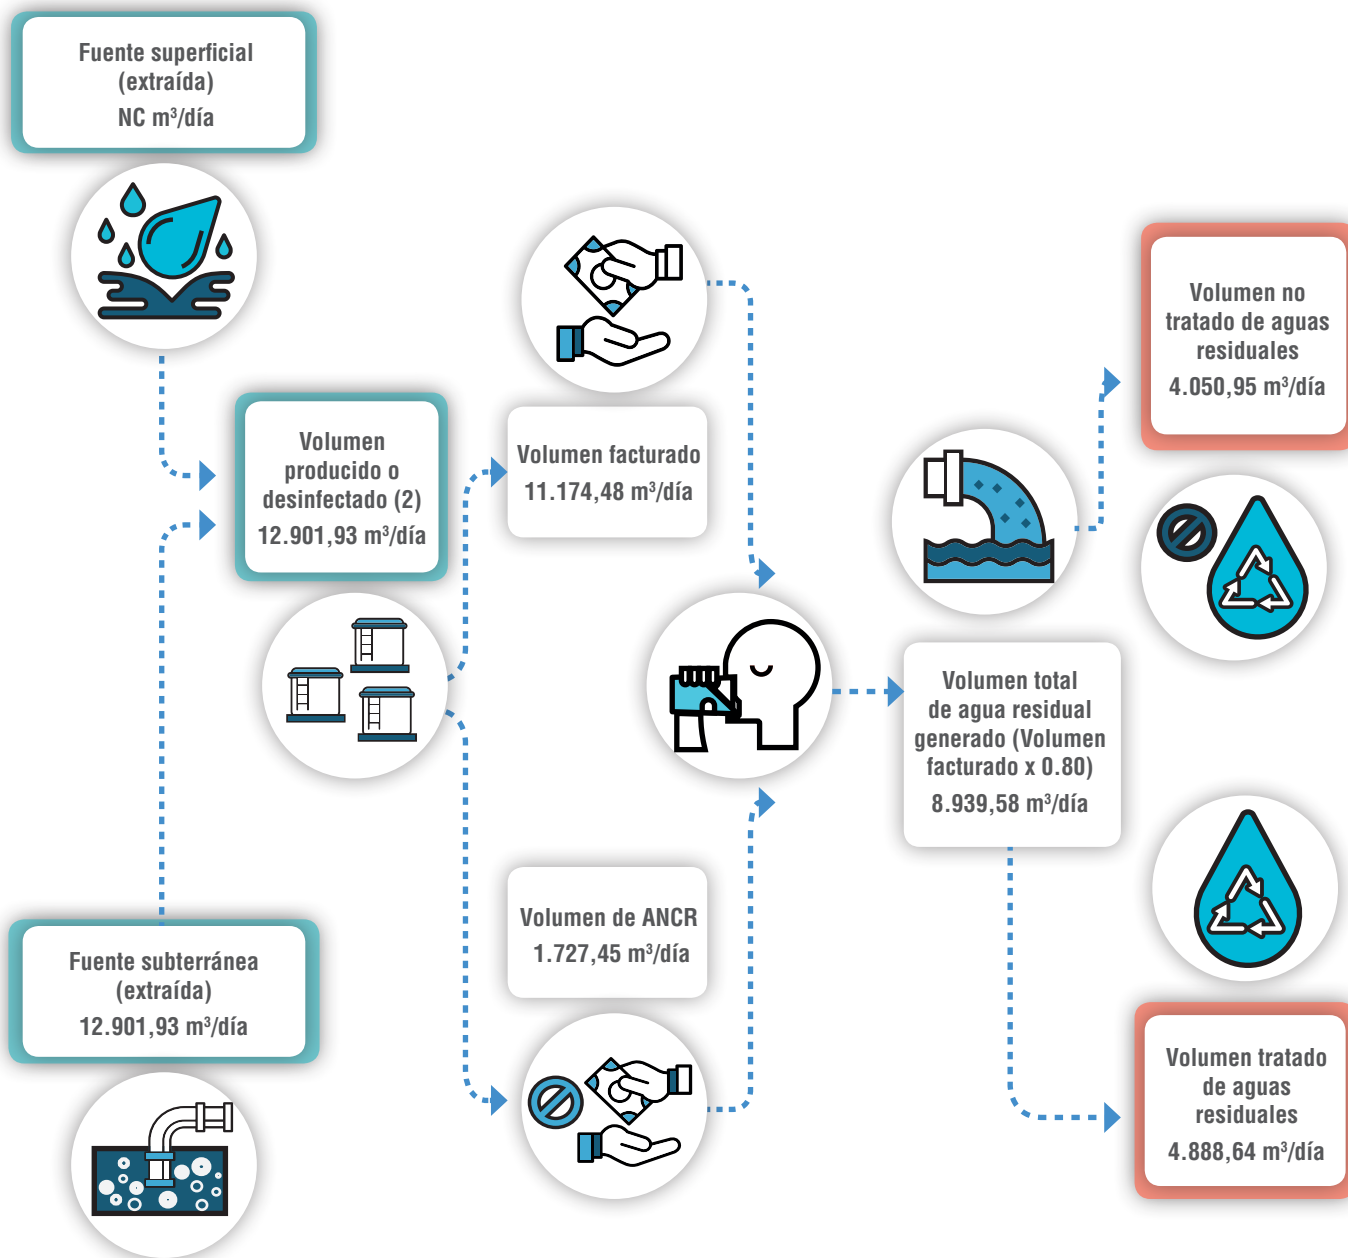 Fuente superficial
(extraída)
NC m³/día
Volumen
producido o
desinfectado (2)
12.901,93 m³/día
Fuente subterránea
(extraída)
12.901,93 m³/día
Volumen facturado
11.174,48 m³/día
Volumen de ANCR
1.727,45 m³/día
Volumen total
de agua residual
generado (Volumen
facturado x 0.80)
8.939,58 m³/día
Volumen no
tratado de aguas
residuales
4.050,95 m³/día
Volumen tratado
de aguas
residuales
4.888,64 m³/día